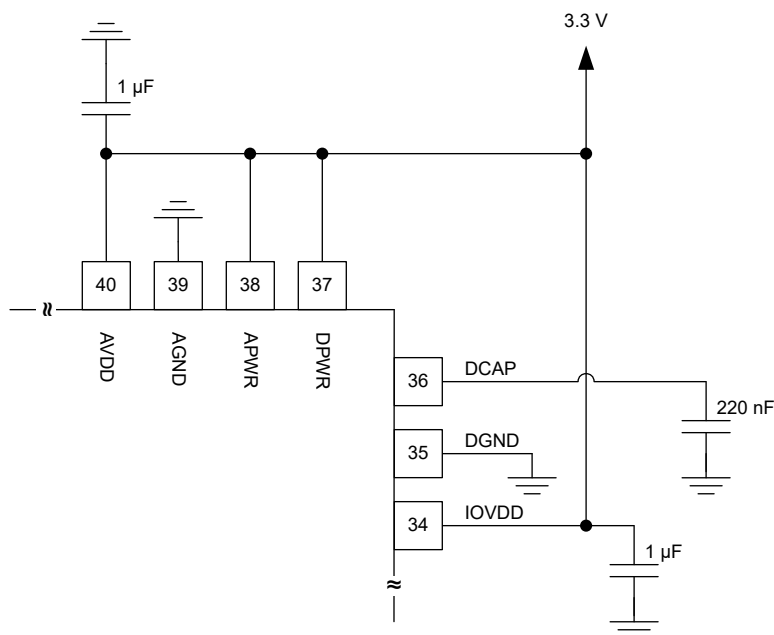 3.3 V
1 µF
40
39
38
37
AVDD
AGND
APWR
DPWR
36
DCAP
220 nF
35
DGND
34
IOVDD
1 µF